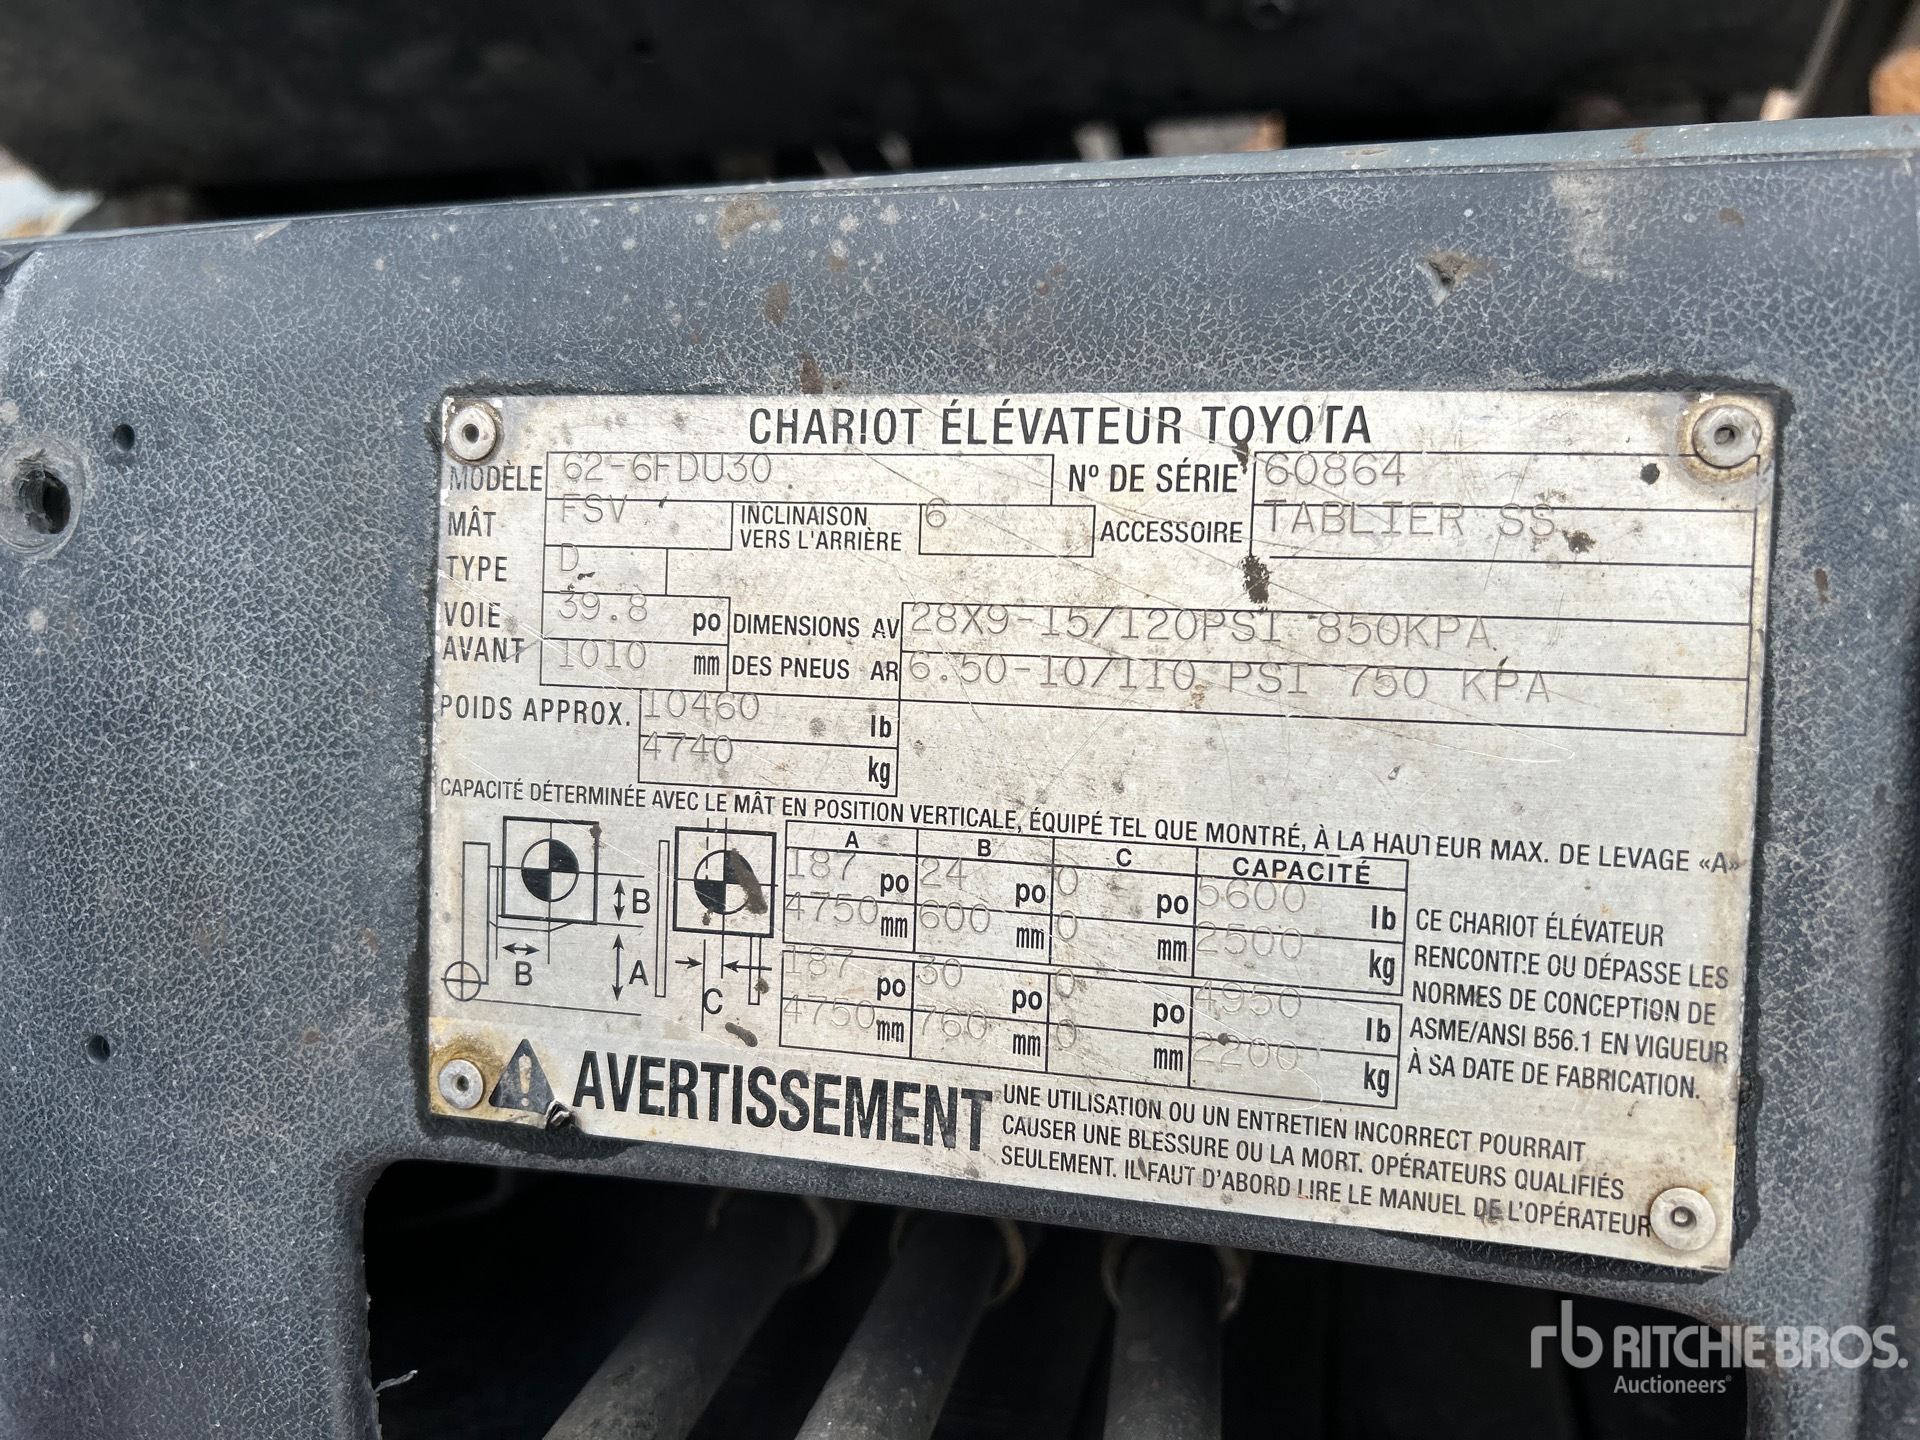 CHARIOT ÉLÉVATEUR TOYOTA
MODÈLE 62-6FDU30 Nº DE SÉRIE 60864
MÂT FSV INCLINAISON VERS L'ARRIÈRE 6 ACCESSOIRE TABLIER SS
TYPE D
VOIE AVANT 39.8 po DIMENSIONS AV 28X9-15/120PSI 850KPA
1010 mm DES PNEUS AR 6.50-10/110 PSI 750 KPA
POIDS APPROX. 10460 lb
4740 kg
CAPACITÉ DÉTERMINÉE AVEC LE MÂT EN POSITION VERTICALE, ÉQUIPÉ TEL QUE MONTRÉ, À LA HAUTEUR MAX. DE LEVAGE «A»
B
B
A
C
A B C CAPACITÉ
187 po 24 po 0 po 5600 lb
4750 mm 600 mm 0 mm 2500 kg
187 po 30 po 0 po 4950 lb
4750 mm 760 mm 0 mm 2200 kg
CE CHARIOT ÉLÉVATEUR
RENCONTRE OU DÉPASSE LES
NORMES DE CONCEPTION DE
ASME/ANSI B56.1 EN VIGUEUR
À SA DATE DE FABRICATION.
AVERTISSEMENT
UNE UTILISATION OU UN ENTRETIEN INCORRECT POURRAIT
CAUSER UNE BLESSURE OU LA MORT. OPÉRATEURS QUALIFIÉS
SEULEMENT. IL FAUT D'ABORD LIRE LE MANUEL DE L'OPÉRATEUR
rb RITCHIE BROS.
Auctioneers